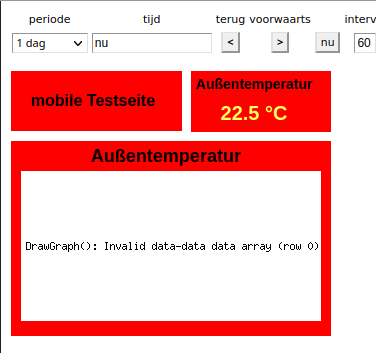 periode tijd terug voorwaarts interv
1 dag nu < > nu 60
mobile Testseite
Außentemperatur
22.5 °C
Außentemperatur
DrawGraph(): Invalid data-data data array (row 0)